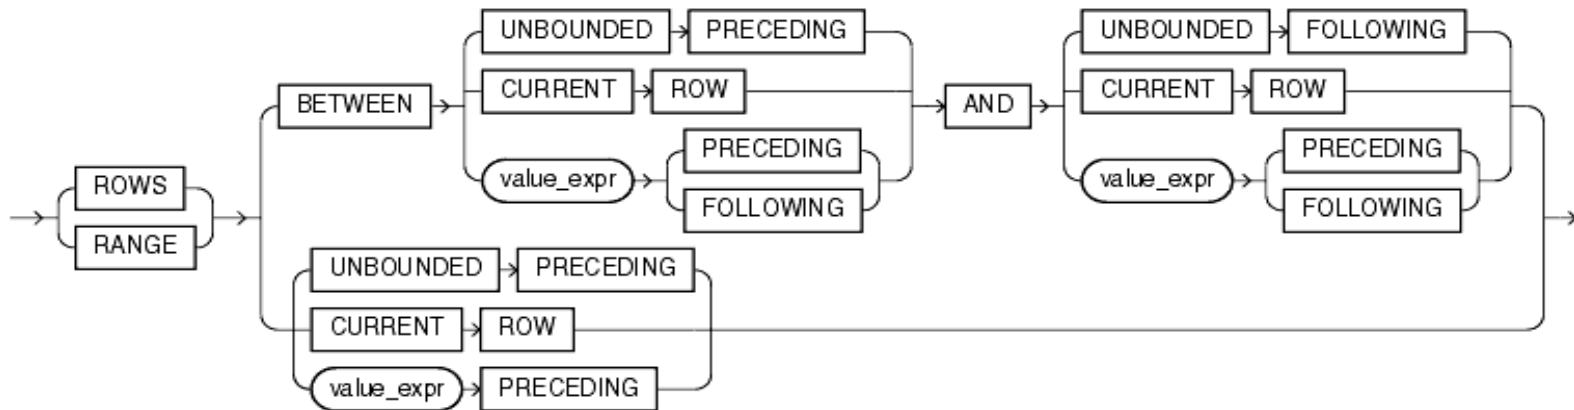 UNBOUNDED PRECEDING UNBOUNDED FOLLOWING
BETWEEN CURRENT ROW AND CURRENT ROW
value_expr PRECEDING value_expr PRECEDING
ROWS FOLLOWING FOLLOWING
RANGE
UNBOUNDED PRECEDING
CURRENT ROW
value_expr PRECEDING